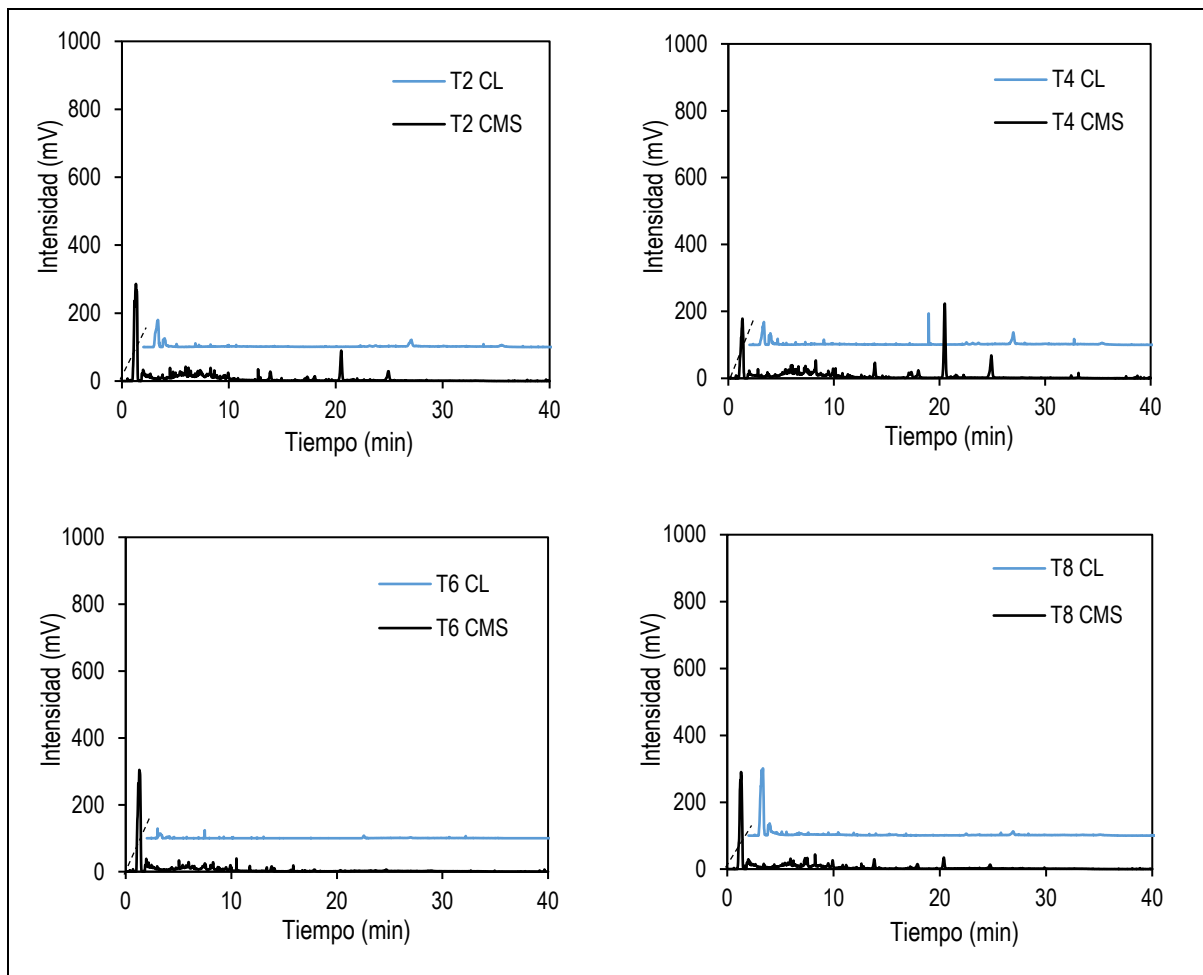 1000
800
600
400
200
0
0 10 20 30 40
Intensidad (mV)
Tiempo (min)
T2 CL
T2 CMS
1000
800
600
400
200
0
0 10 20 30 40
Intensidad (mV)
Tiempo (min)
T4 CL
T4 CMS
1000
800
600
400
200
0
0 10 20 30 40
Intensidad (mV)
Tiempo (min)
T6 CL
T6 CMS
1000
800
600
400
200
0
0 10 20 30 40
Intensidad (mV)
Tiempo (min)
T8 CL
T8 CMS